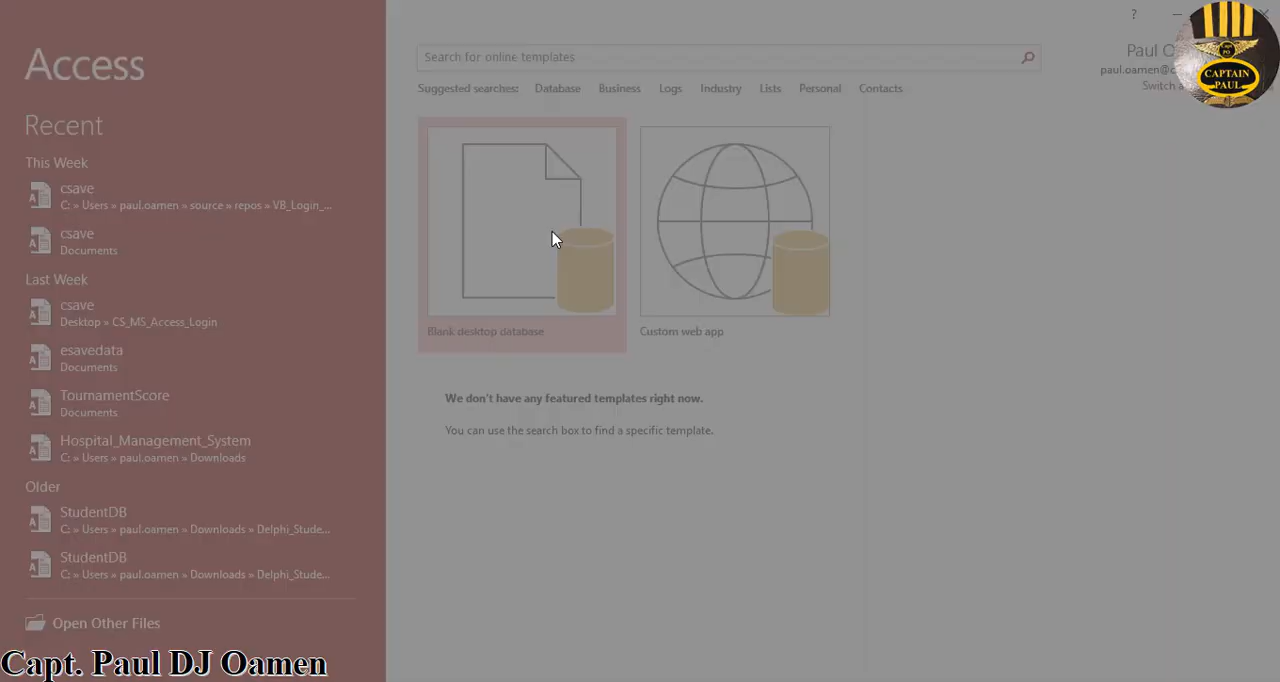 Access
Recent
This Week
csave
C: » Users » paul.oamen » source » repos » VB_Login_...
csave
Documents
Last Week
csave
Desktop » CS_MS_Access_Login
esavedata
Documents
TournamentScore
Documents
Hospital_Management_System
C: » Users » paul.oamen » Downloads
Older
StudentDB
C: » Users » paul.oamen » Downloads » Delphi_Stude...
StudentDB
C: » Users » paul.oamen » Downloads » Delphi_Stude...
Open Other Files
Capt. Paul DJ Oamen
?
Search for online templates
Suggested searches: Database Business Logs Industry Lists Personal Contacts
Blank desktop database
Custom web app
We don't have any featured templates right now.
You can use the search box to find a specific template.
Paul O
paul.oamen@
Switch
CAPTAIN
PAUL